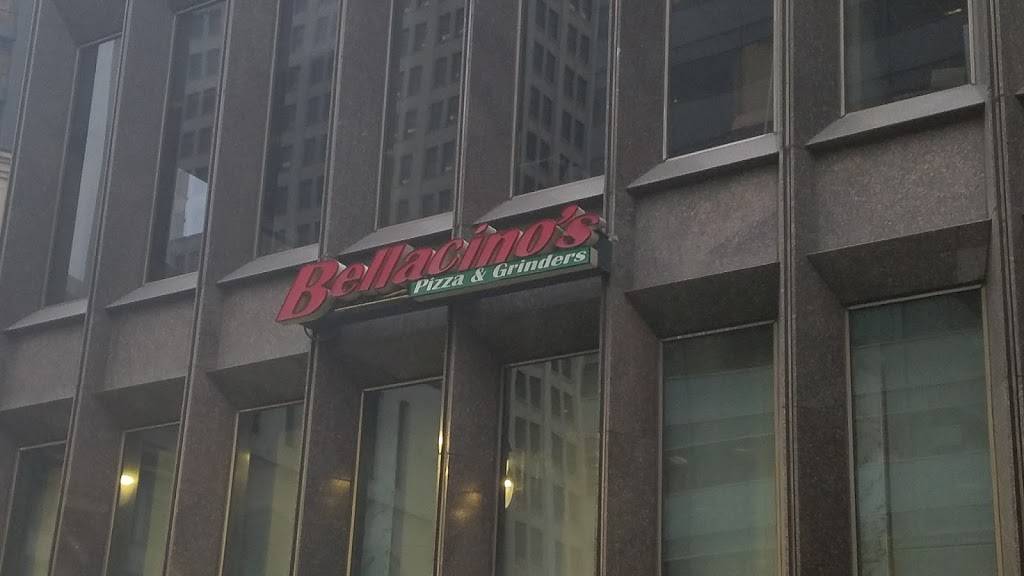 Bellacino's
Pizza & Grinders